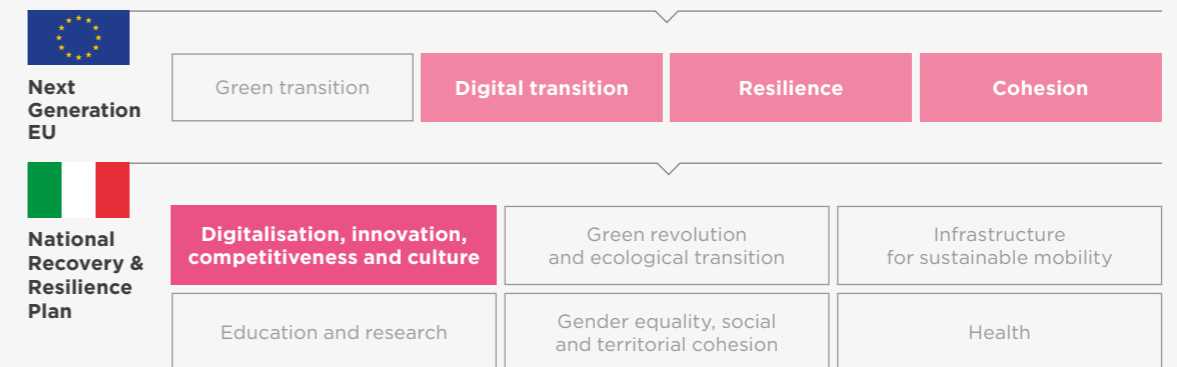 Next
Generation
EU
Green transition
Digital transition
Resilience
Cohesion
National
Recovery &
Resilience
Plan
Digitalisation, innovation,
competitiveness and culture
Green revolution
and ecological transition
Infrastructure
for sustainable mobility
Education and research
Gender equality, social
and territorial cohesion
Health